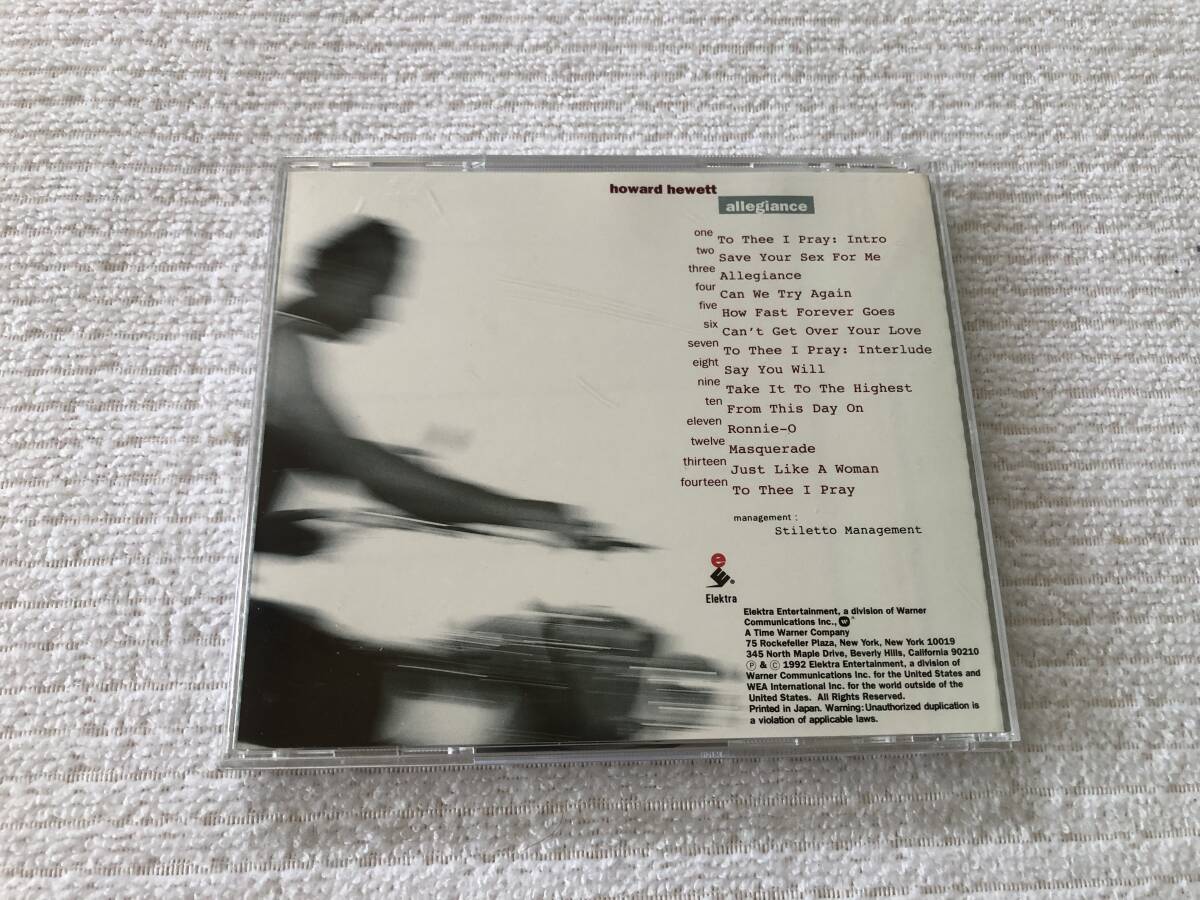 howard hewett
allegiance
one To Thee I Pray: Intro
two Save Your Sex For Me
three Allegiance
four Can We Try Again
five How Fast Forever Goes
six Can't Get Over Your Love
seven To Thee I Pray: Interlude
eight Say You Will
nine Take It To The Highest
ten From This Day On
eleven Ronnie-O
twelve Masquerade
thirteen Just Like A Woman
fourteen To Thee I Pray
management:
Stiletto Management
e
Elektra
Elektra Entertainment, a division of Warner
Communications Inc.,
A Time Warner Company
75 Rockefeller Plaza, New York, New York 10019
345 North Maple Drive, Beverly Hills, California 90210
℗ & © 1992 Elektra Entertainment, a division of
Warner Communications Inc. for the United States and
WEA International Inc. for the world outside of the
United States. All Rights Reserved.
Printed in Japan. Warning: Unauthorized duplication is
a violation of applicable laws.